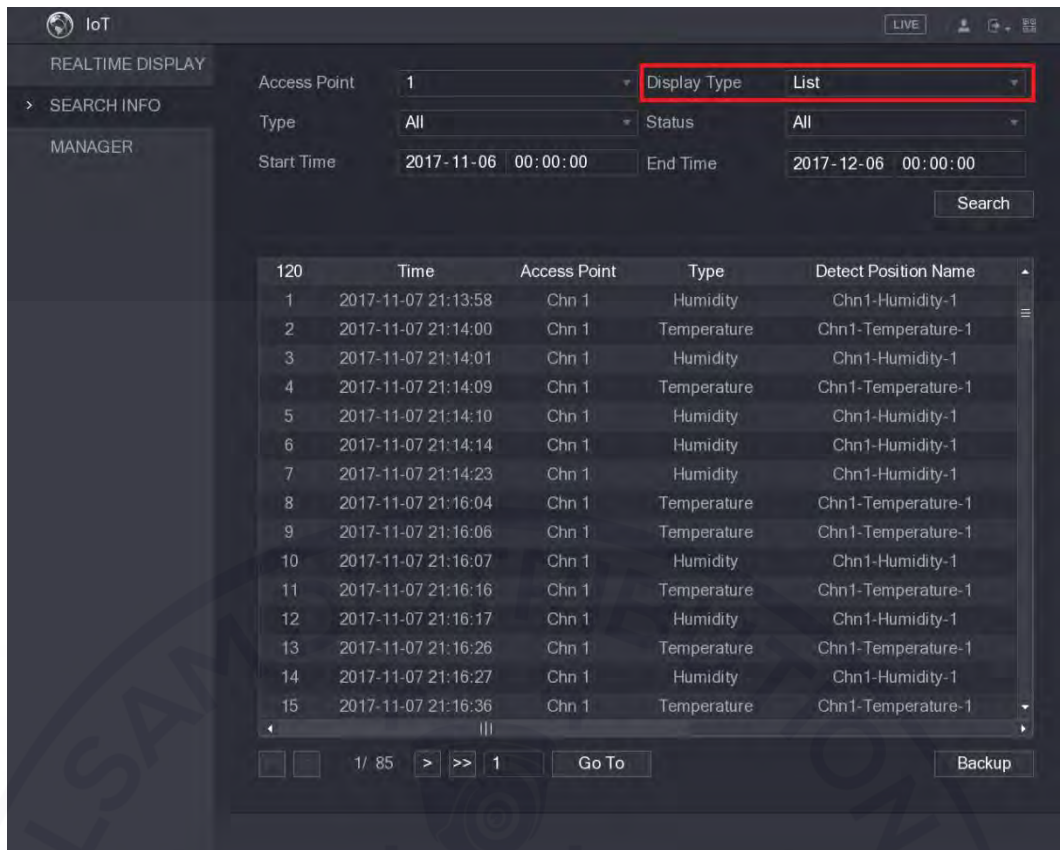 IoT LIVE
REALTIME DISPLAY
> SEARCH INFO
MANAGER
Access Point 1 Display Type List
Type All Status All
Start Time 2017-11-06 00:00:00 End Time 2017-12-06 00:00:00
Search
120 Time Access Point Type Detect Position Name
1 2017-11-07 21:13:58 Chn 1 Humidity Chn1-Humidity-1
2 2017-11-07 21:14:00 Chn 1 Temperature Chn1-Temperature-1
3 2017-11-07 21:14:01 Chn 1 Humidity Chn1-Humidity-1
4 2017-11-07 21:14:09 Chn 1 Temperature Chn1-Temperature-1
5 2017-11-07 21:14:10 Chn 1 Humidity Chn1-Humidity-1
6 2017-11-07 21:14:14 Chn 1 Humidity Chn1-Humidity-1
7 2017-11-07 21:14:23 Chn 1 Humidity Chn1-Humidity-1
8 2017-11-07 21:16:04 Chn 1 Temperature Chn1-Temperature-1
9 2017-11-07 21:16:06 Chn 1 Temperature Chn1-Temperature-1
10 2017-11-07 21:16:07 Chn 1 Humidity Chn1-Humidity-1
11 2017-11-07 21:16:16 Chn 1 Temperature Chn1-Temperature-1
12 2017-11-07 21:16:17 Chn 1 Humidity Chn1-Humidity-1
13 2017-11-07 21:16:26 Chn 1 Temperature Chn1-Temperature-1
14 2017-11-07 21:16:27 Chn 1 Humidity Chn1-Humidity-1
15 2017-11-07 21:16:36 Chn 1 Temperature Chn1-Temperature-1
1/ 85 > >> 1 Go To Backup